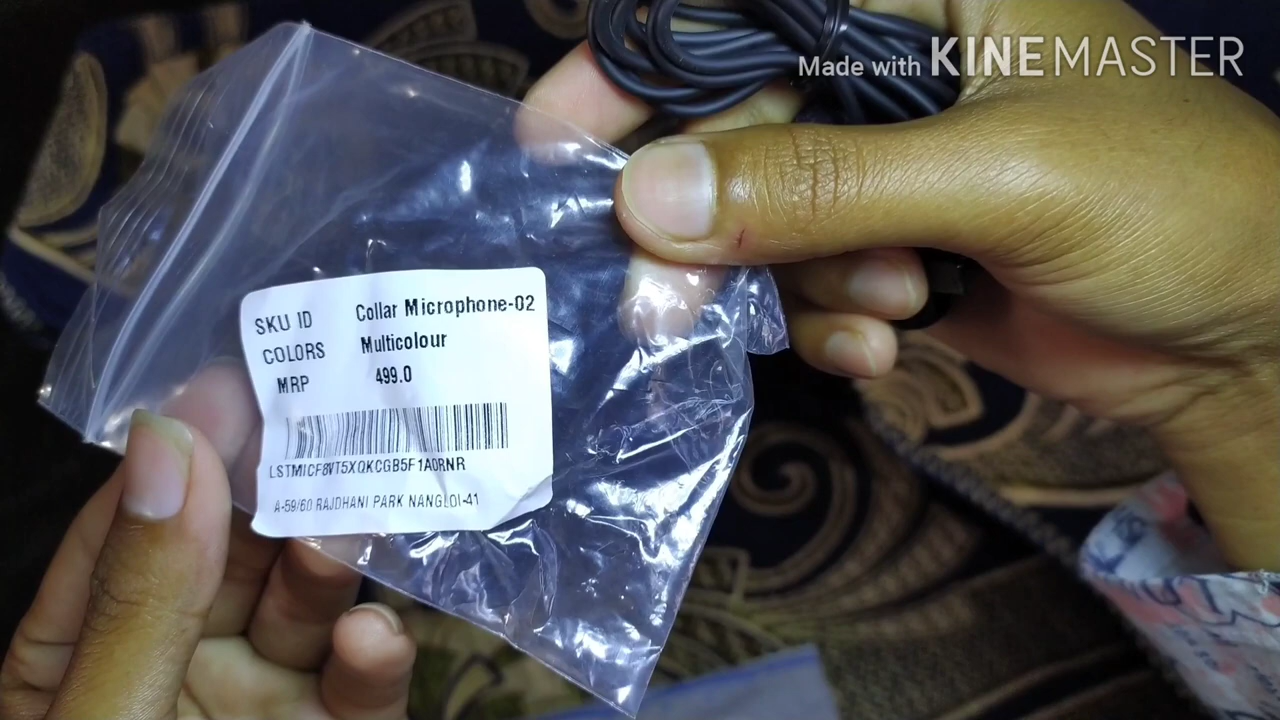 Made with KINEMASTER
SKU ID Collar Microphone-02
COLORS Multicolour
MRP 499.0
LSTMICF8VT5XQKCGB5F1A0RNR
A-59/60 RAJDHANI PARK NANGLOI-41